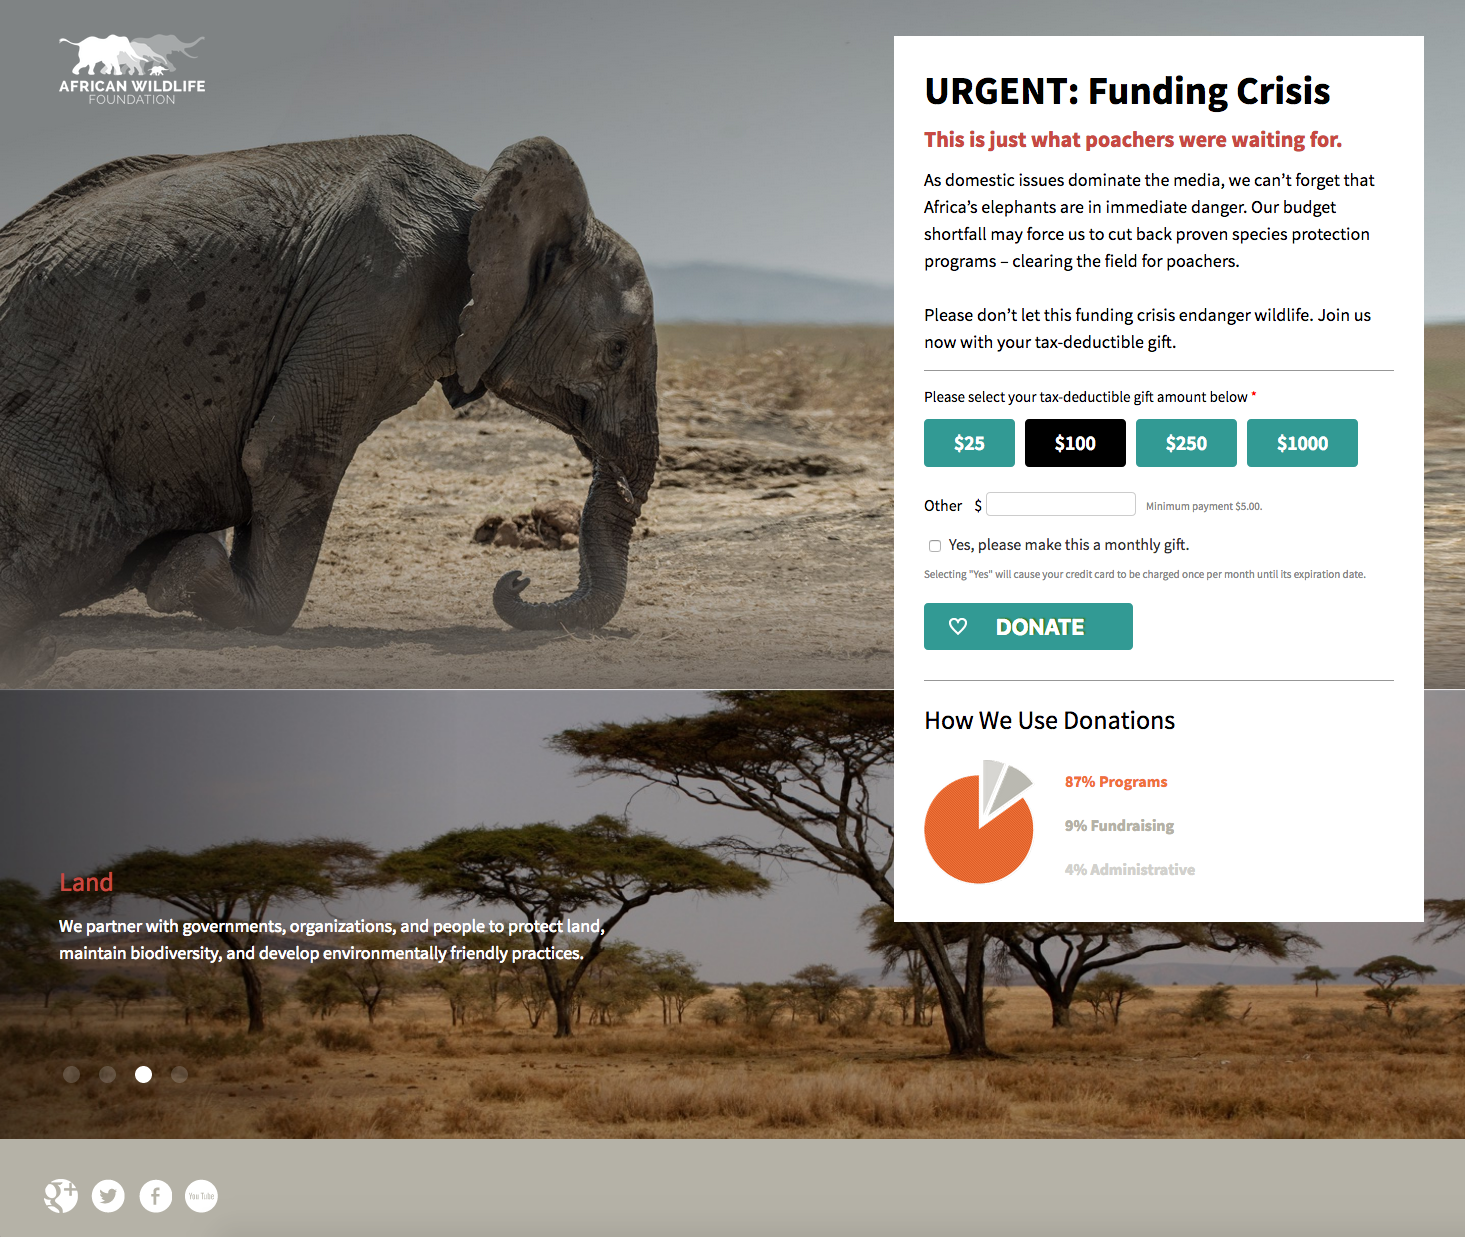 AFRICAN WILDLIFE
FOUNDATION
URGENT: Funding Crisis
This is just what poachers were waiting for.
As domestic issues dominate the media, we can’t forget that
Africa’s elephants are in immediate danger. Our budget
shortfall may force us to cut back proven species protection
programs – clearing the field for poachers.
Please don’t let this funding crisis endanger wildlife. Join us
now with your tax-deductible gift.
Please select your tax-deductible gift amount below *
$25 $100 $250 $1000
Other $ Minimum payment $5.00.
Yes, please make this a monthly gift.
Selecting "Yes" will cause your credit card to be charged once per month until its expiration date.
DONATE
How We Use Donations
87% Programs
9% Fundraising
4% Administrative
Land
We partner with governments, organizations, and people to protect land,
maintain biodiversity, and develop environmentally friendly practices.
g+ f You Tube